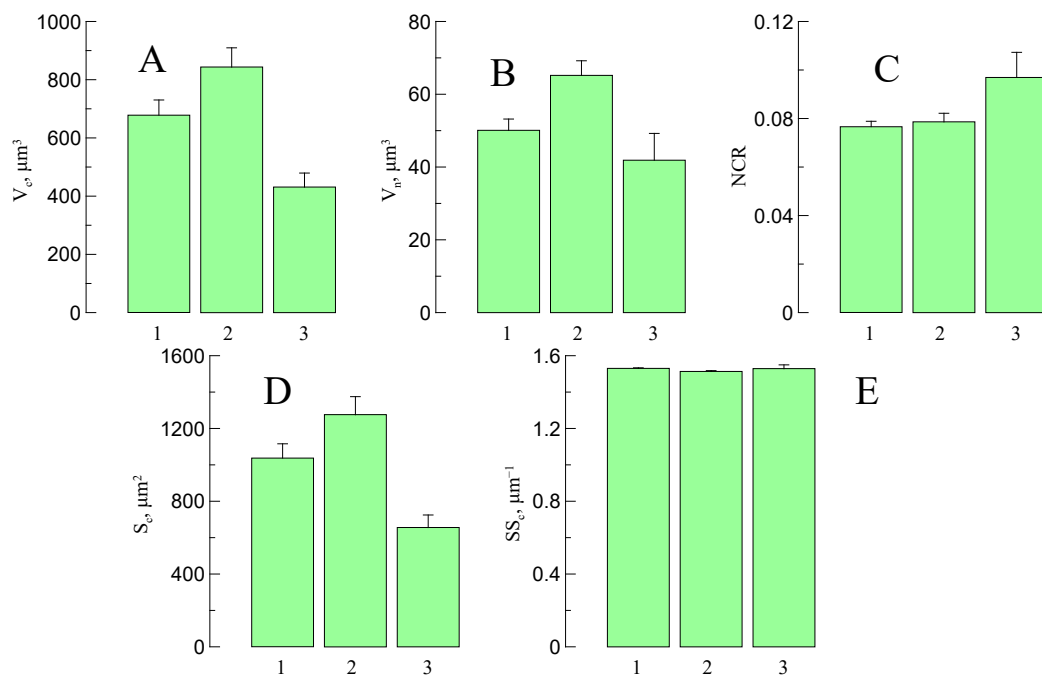 A
V_c, μm³
1000
800
600
400
200
0
1 2 3
B
V_n, μm³
80
60
40
20
0
1 2 3
C
NCR
0.12
0.08
0.04
0
1 2 3
D
S_c, μm²
1600
1200
800
400
0
1 2 3
E
SS_c, μm⁻¹
1.6
1.2
0.8
0.4
0
1 2 3